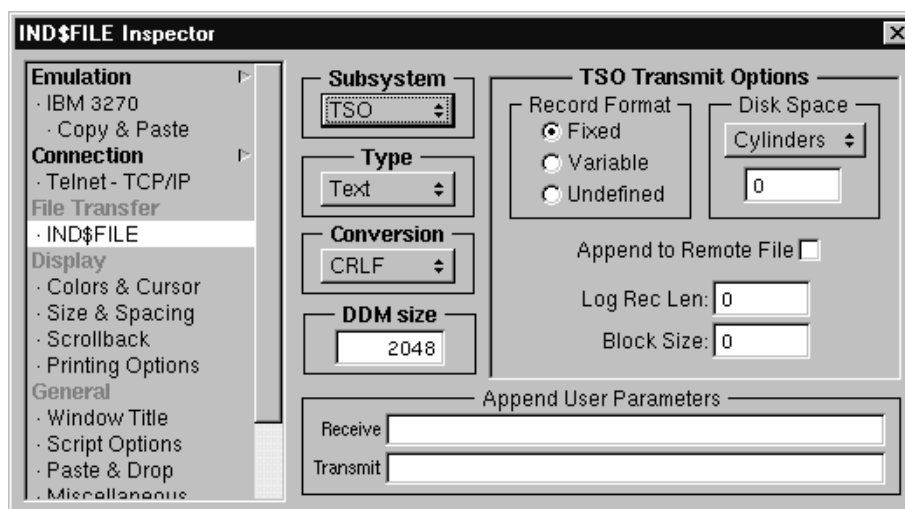 IND$FILE Inspector
Emulation
· IBM 3270
· Copy & Paste
Connection
· Telnet - TCP/IP
File Transfer
· IND$FILE
Display
· Colors & Cursor
· Size & Spacing
· Scrollback
· Printing Options
General
· Window Title
· Script Options
· Paste & Drop
· Miscellaneous
Subsystem
TSO
Type
Text
Conversion
CRLF
DDM size
2048
TSO Transmit Options
Record Format
Fixed
Variable
Undefined
Disk Space
Cylinders
0
Append to Remote File
Log Rec Len: 0
Block Size: 0
Append User Parameters
Receive
Transmit